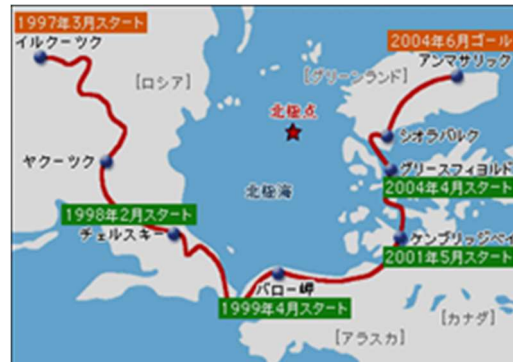 1997年3月スタート
イルクーツク
[ロシア]
2004年6月ゴール
アンマサリック
[グリーンランド]
北極点
シオラパルク
ヤクーツク
グリースフィヨルド
2004年4月スタート
北極海
1998年2月スタート
チェルスキー
ケンブリッジベイ
2001年5月スタート
バロー岬
1999年4月スタート
[アラスカ]
[カナダ]